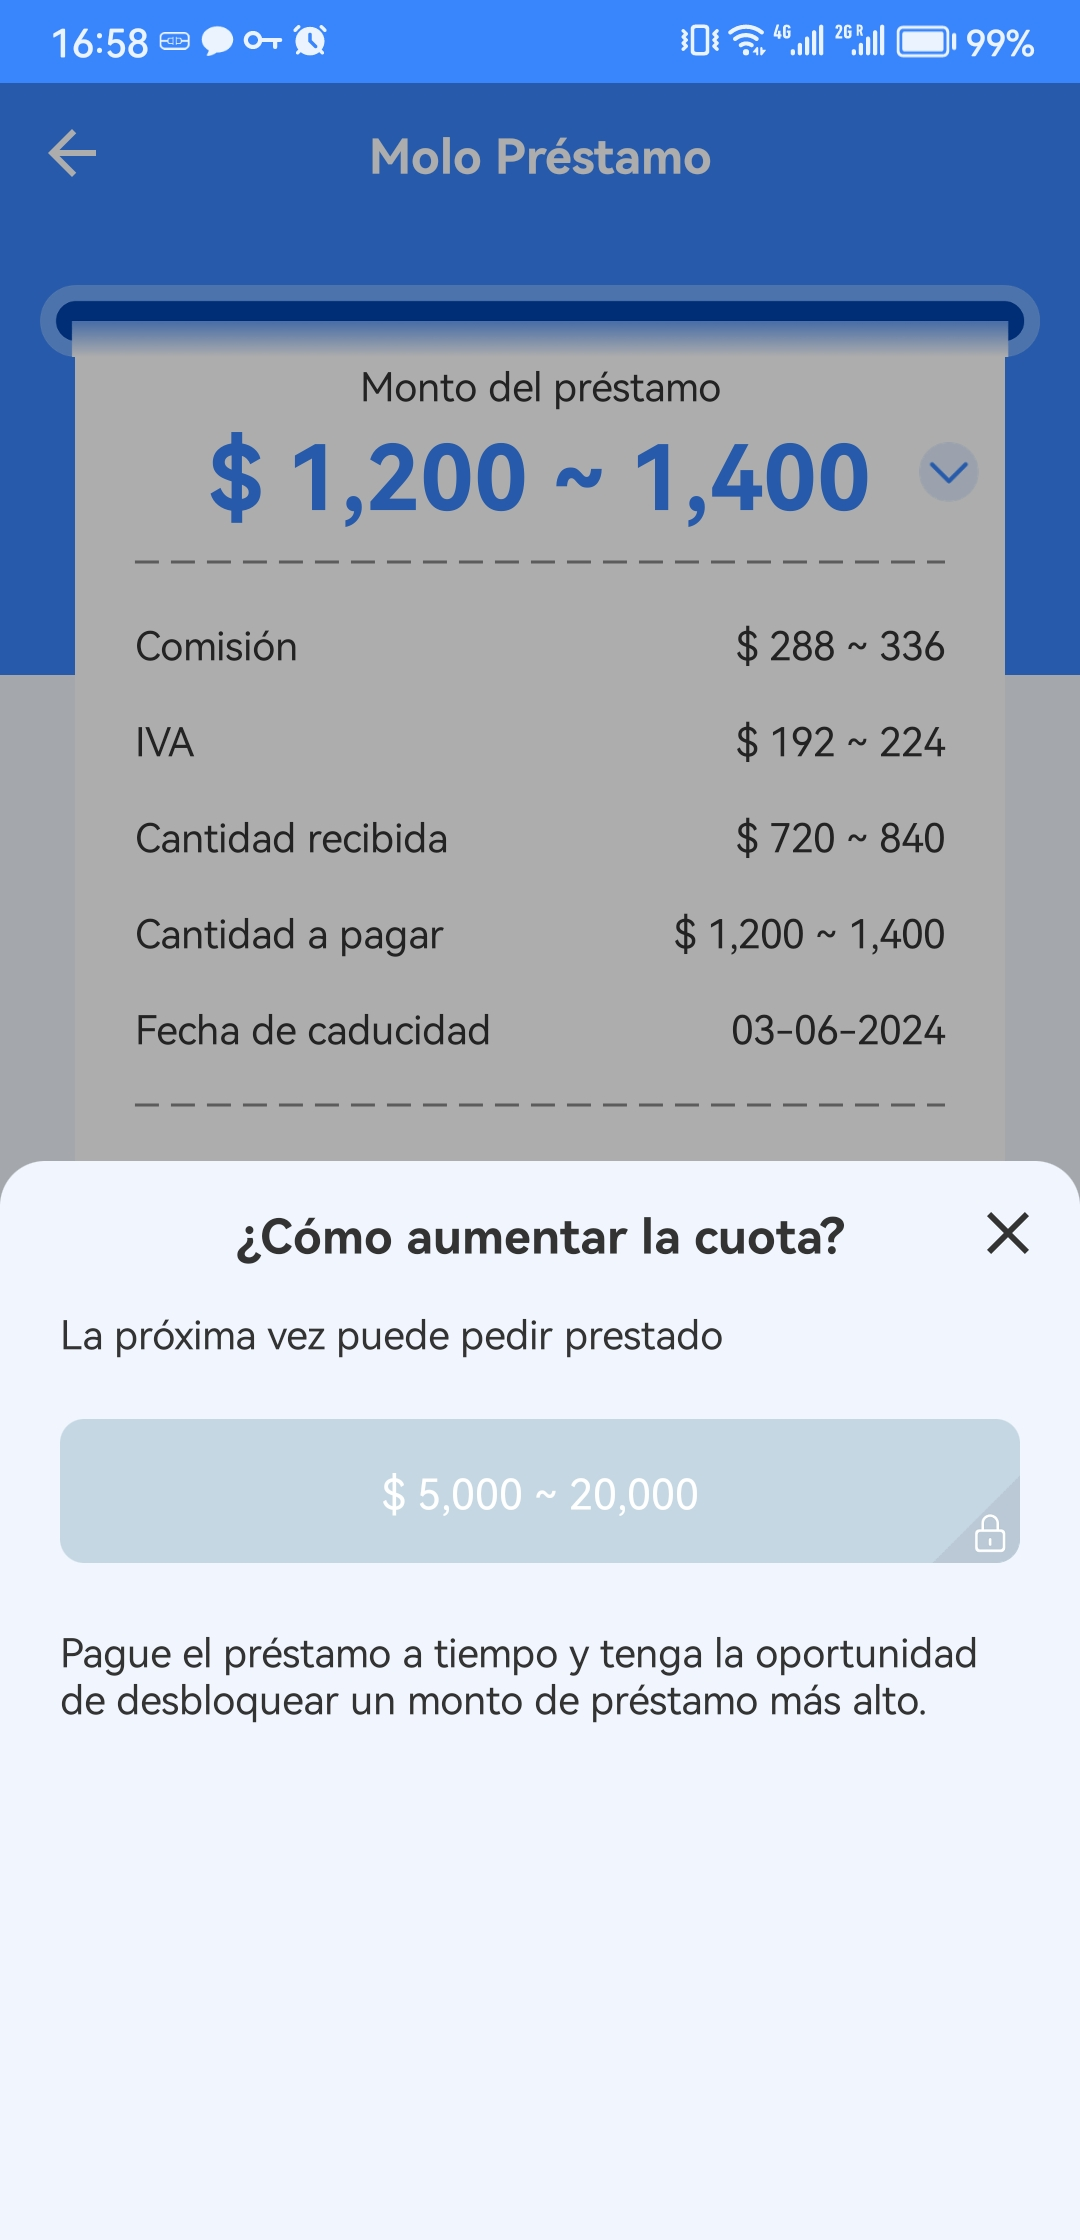 16:58 4G 2G R 99%
Molo Préstamo
Monto del préstamo
$ 1,200 ~ 1,400
Comisión $ 288 ~ 336
IVA $ 192 ~ 224
Cantidad recibida $ 720 ~ 840
Cantidad a pagar $ 1,200 ~ 1,400
Fecha de caducidad 03-06-2024
¿Cómo aumentar la cuota?
La próxima vez puede pedir prestado
$ 5,000 ~ 20,000
Pague el préstamo a tiempo y tenga la oportunidad
de desbloquear un monto de préstamo más alto.